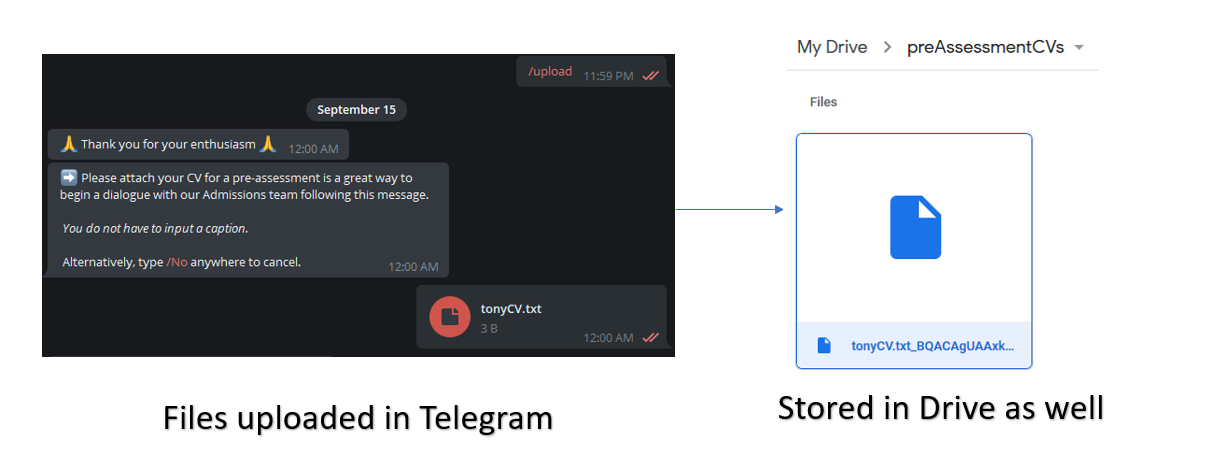 /upload 11:59 PM
September 15
🙏 Thank you for your enthusiasm 🙏 12:00 AM
➡️ Please attach your CV for a pre-assessment is a great way to
begin a dialogue with our Admissions team following this message.
You do not have to input a caption.
Alternatively, type /No anywhere to cancel.
12:00 AM
tonyCV.txt
3 B
12:00 AM
Files uploaded in Telegram
My Drive > preAssessmentCVs
Files
tonyCV.txt_BQACAgUAAxk...
Stored in Drive as well